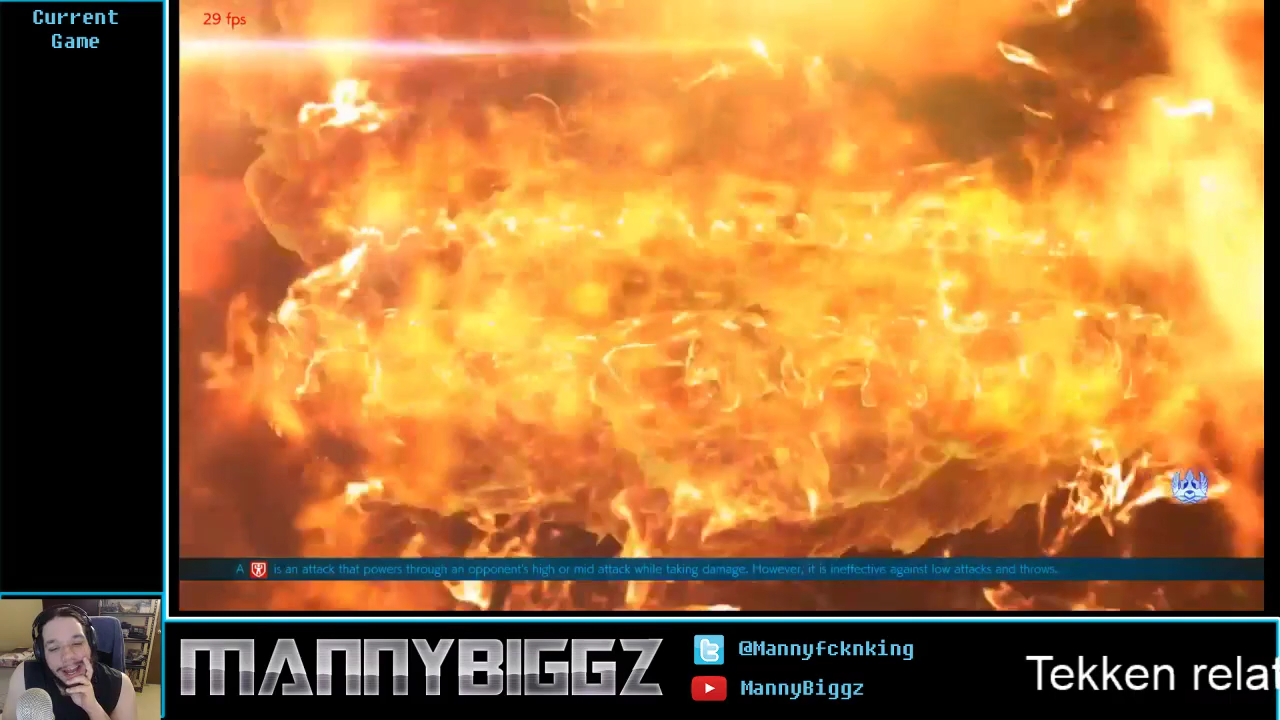 Current
Game
29 fps
A is an attack that powers through an opponent's high or mid attack while taking damage. However, it is ineffective against low attacks and throws.
MANNYBIGGZ
@Mannyfcknking
MannyBiggz
Tekken relat